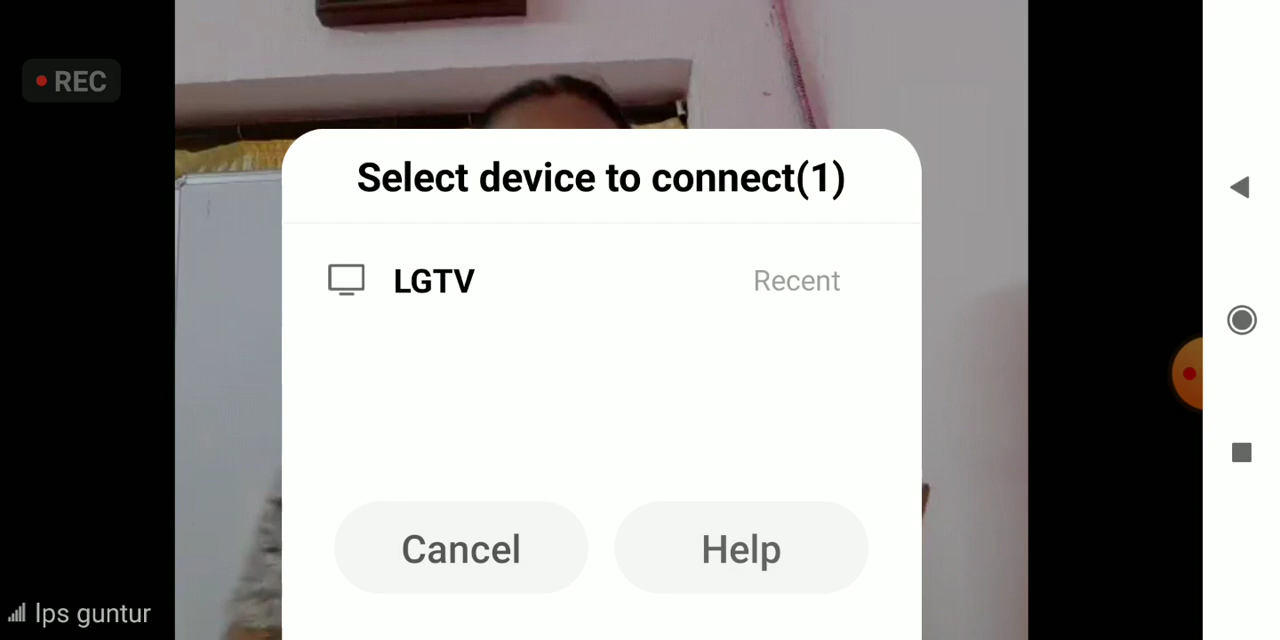 REC
Select device to connect(1)
LGTV Recent
Cancel Help
lps guntur